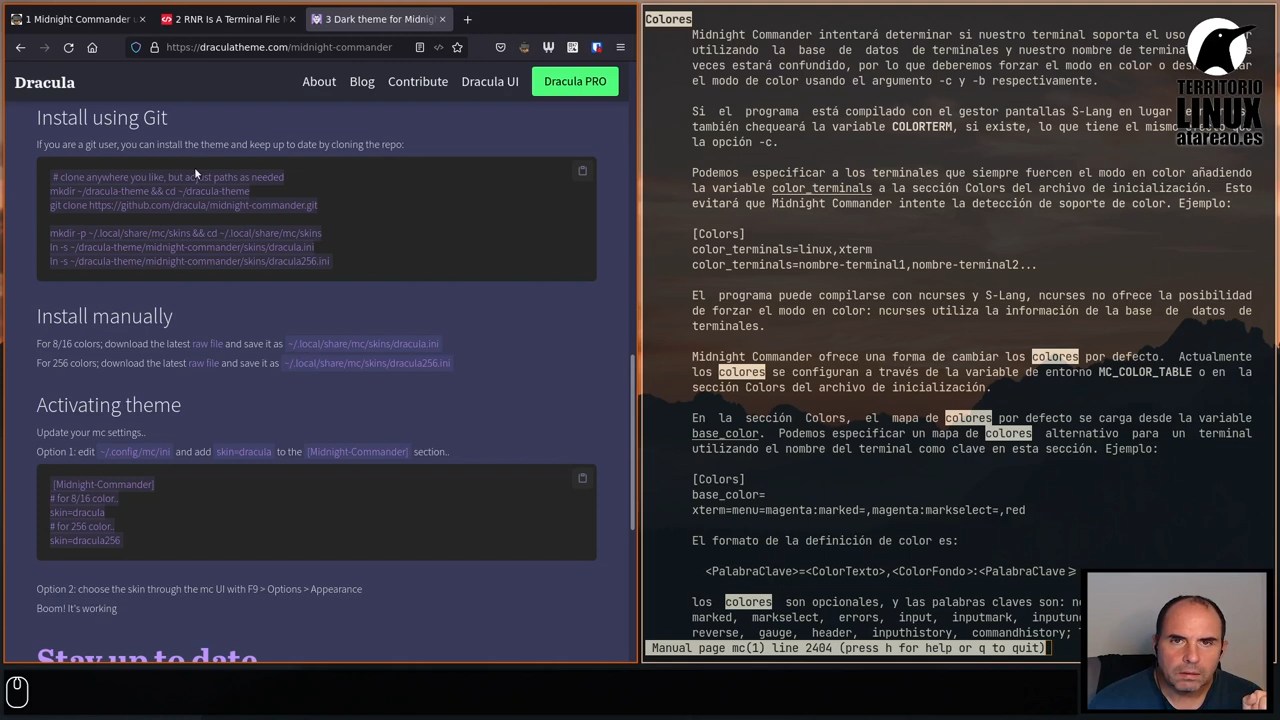 1 Midnight Commander u
2 RNR Is A Terminal File M
3 Dark theme for Midnigh
https://draculatheme.com/midnight-commander
Dracula
About
Blog
Contribute
Dracula UI
Dracula PRO
Install using Git
If you are a git user, you can install the theme and keep up to date by cloning the repo:
# clone anywhere you like, but adjust paths as needed
mkdir ~/dracula-theme && cd ~/dracula-theme
git clone https://github.com/dracula/midnight-commander.git
mkdir -p ~/.local/share/mc/skins && cd ~/.local/share/mc/skins
ln -s ~/dracula-theme/midnight-commander/skins/dracula.ini
ln -s ~/dracula-theme/midnight-commander/skins/dracula256.ini
Install manually
For 8/16 colors; download the latest raw file and save it as ~/.local/share/mc/skins/dracula.ini
For 256 colors; download the latest raw file and save it as ~/.local/share/mc/skins/dracula256.ini
Activating theme
Update your mc settings..
Option 1: edit ~/.config/mc/ini and add skin=dracula to the [Midnight-Commander] section..
[Midnight-Commander]
# for 8/16 color..
skin=dracula
# for 256 color..
skin=dracula256
Option 2: choose the skin through the mc UI with F9 > Options > Appearance
Boom! It's working
Stay up to date
Colores
Midnight Commander intentará determinar si nuestro terminal soporta el uso
utilizando la base de datos de terminales y nuestro nombre de
veces estará confundido, por lo que deberemos forzar el modo en color o
el modo de color usando el argumento -c y -b respectivamente.
Si el programa está compilado con el gestor pantallas S-Lang en lugar
también chequeará la variable COLORTERM, si existe, lo que tiene el mismo
la opción -c.
Podemos especificar a los terminales que siempre fuercen el modo en color añadiendo
la variable color_terminals a la sección Colors del archivo de inicialización. Esto
evitará que Midnight Commander intente la detección de soporte de color. Ejemplo:
[Colors]
color_terminals=linux,xterm
color_terminals=nombre-terminal1,nombre-terminal2...
El programa puede compilarse con ncurses y S-Lang, ncurses no ofrece la posibilidad
de forzar el modo en color: ncurses utiliza la información de la base de datos de
terminales.
Midnight Commander ofrece una forma de cambiar los colores por defecto. Actualmente
los colores se configuran a través de la variable de entorno MC_COLOR_TABLE o en la
sección Colors del archivo de inicialización.
En la sección Colors, el mapa de colores por defecto se carga desde la variable
base_color. Podemos especificar un mapa de colores alternativo para un terminal
utilizando el nombre del terminal como clave en esta sección. Ejemplo:
[Colors]
base_color=
xterm=menu=magenta:marked=,magenta:markselect=,red
El formato de la definición de color es:
<PalabraClave>=<ColorTexto>,<ColorFondo>:<PalabraClave>
los colores son opcionales, y las palabras claves son:
marked, markselect, errors, input, inputmark,
reverse, gauge, header, inputhistory, commandhistory;
Manual page mc(1) line 2404 (press h for help or q to quit)
TERRITORIO
LINUX
atareao.es